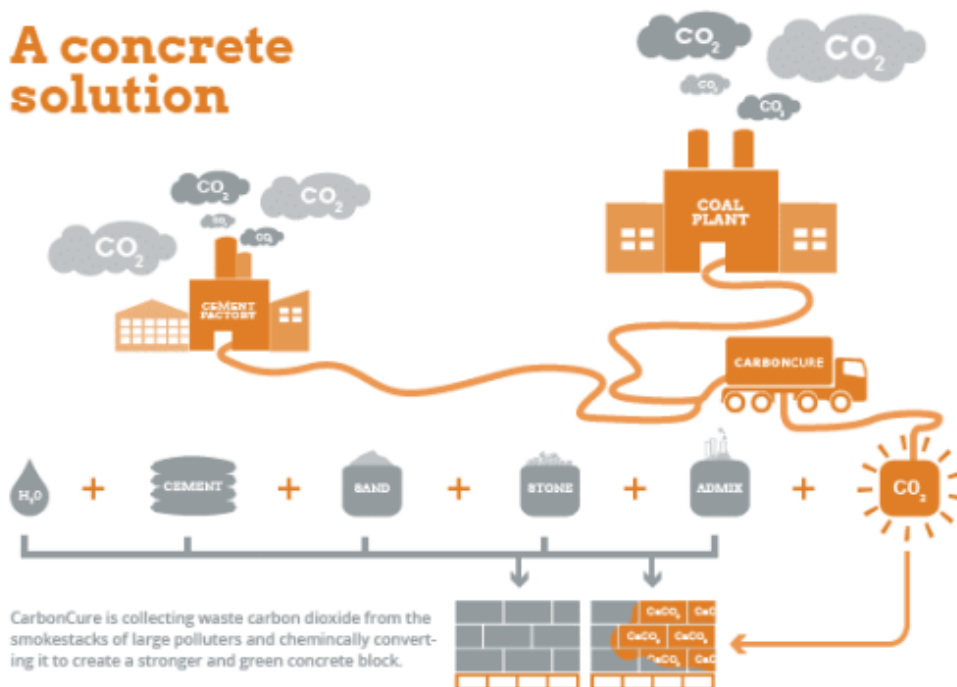 A concrete
solution
CO₂
CO₂
CO₂
CO₂
COAL
PLANT
CO₂
CO₂
CO₂
CO₂
CO₂
CEMENT
FACTORY
CARBONCURE
H₂O + CEMENT + SAND + STONE + ADMIX + CO₂
CarbonCure is collecting waste carbon dioxide from the
smokestacks of large polluters and chemincally convert-
ing it to create a stronger and green concrete block.
CaCO₃ CaC
CaCO₃ CaCO₃
CaCO₃ CaC